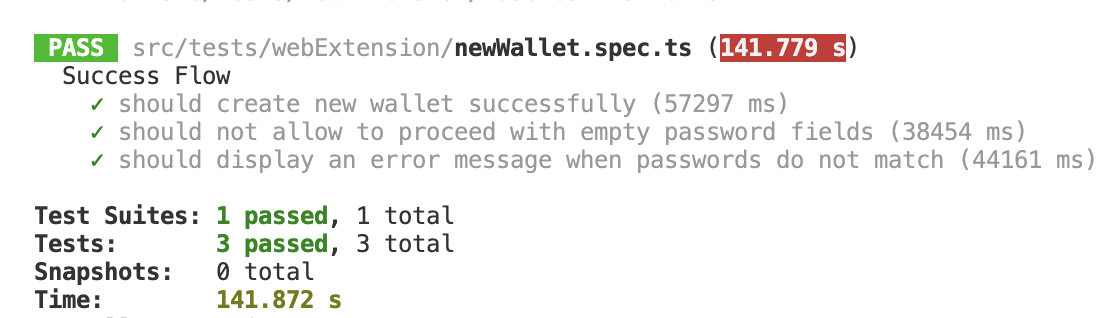 PASS src/tests/webExtension/newWallet.spec.ts (141.779 s)
Success Flow
✓ should create new wallet successfully (57297 ms)
✓ should not allow to proceed with empty password fields (38454 ms)
✓ should display an error message when passwords do not match (44161 ms)
Test Suites: 1 passed, 1 total
Tests: 3 passed, 3 total
Snapshots: 0 total
Time: 141.872 s